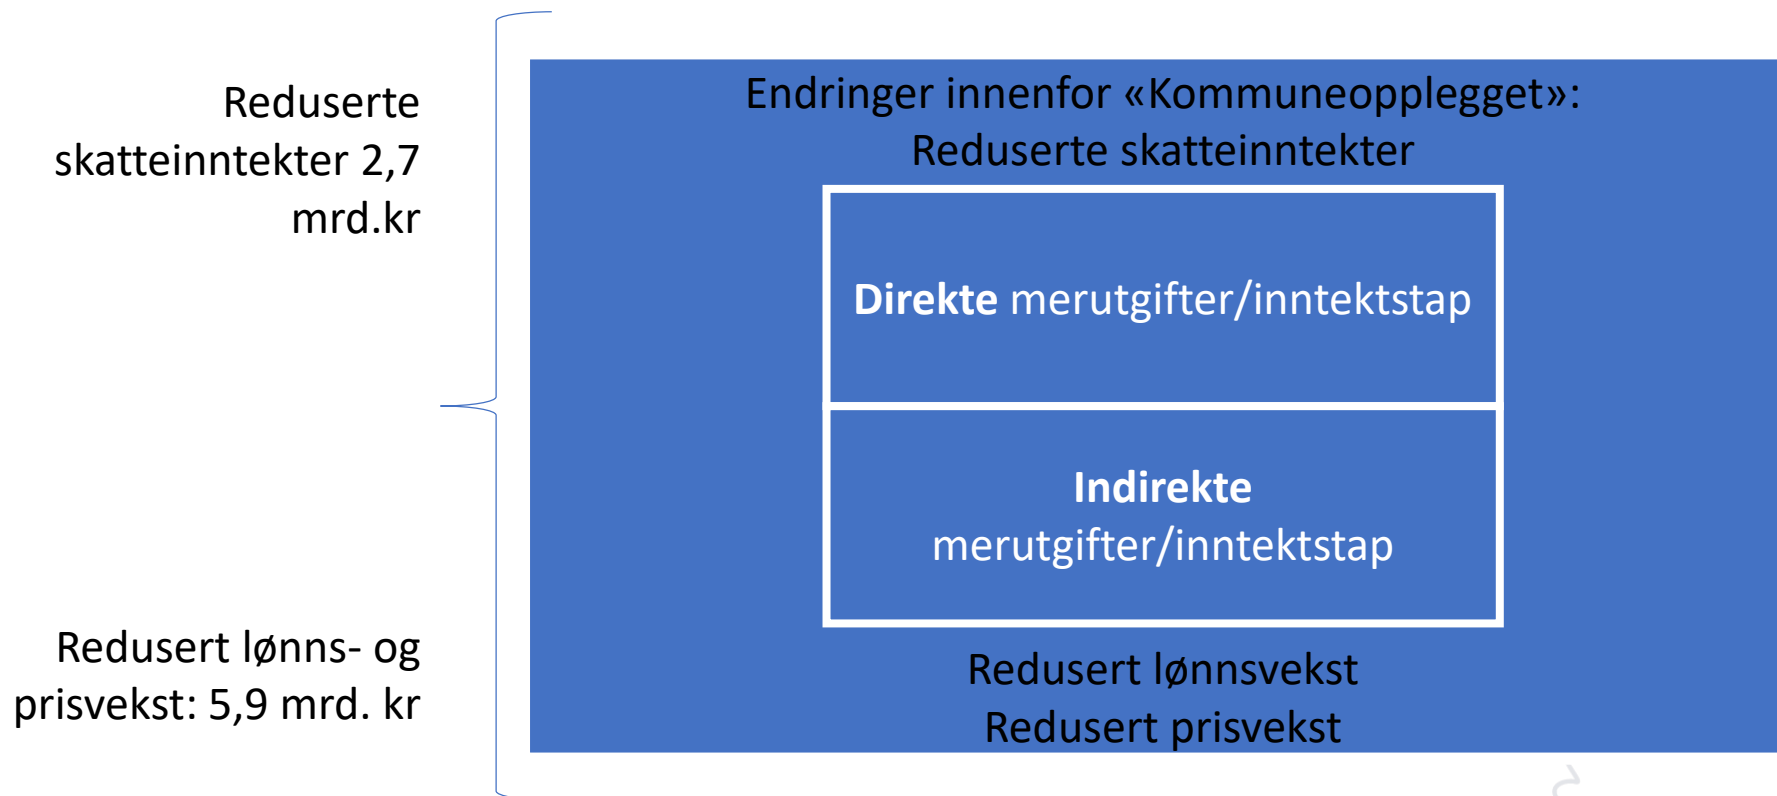 Reduserte
skatteinntekter 2,7
mrd.kr
Redusert lønns- og
prisvekst: 5,9 mrd. kr
Endringer innenfor «Kommuneopplegget»:
Reduserte skatteinntekter
Direkte merutgifter/inntektstap
Indirekte
merutgifter/inntektstap
Redusert lønnsvekst
Redusert prisvekst